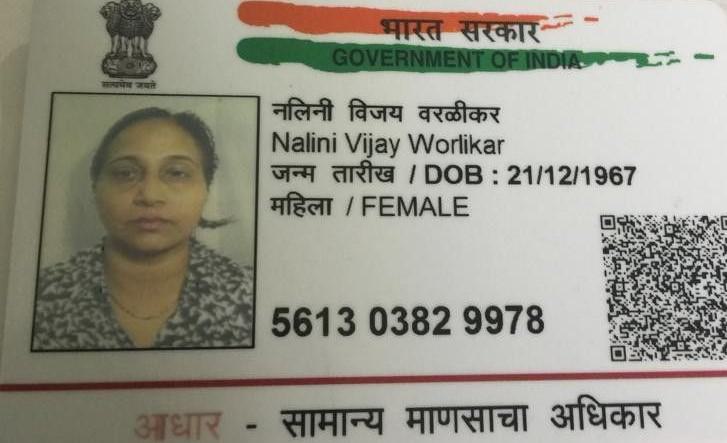 सत्यमेव जयते
भारत सरकार
GOVERNMENT OF INDIA
नलिनी विजय वरळीकर
Nalini Vijay Worlikar
जन्म तारीख / DOB : 21/12/1967
महिला / FEMALE
5613 0382 9978
आधार - सामान्य माणसाचा अधिकार